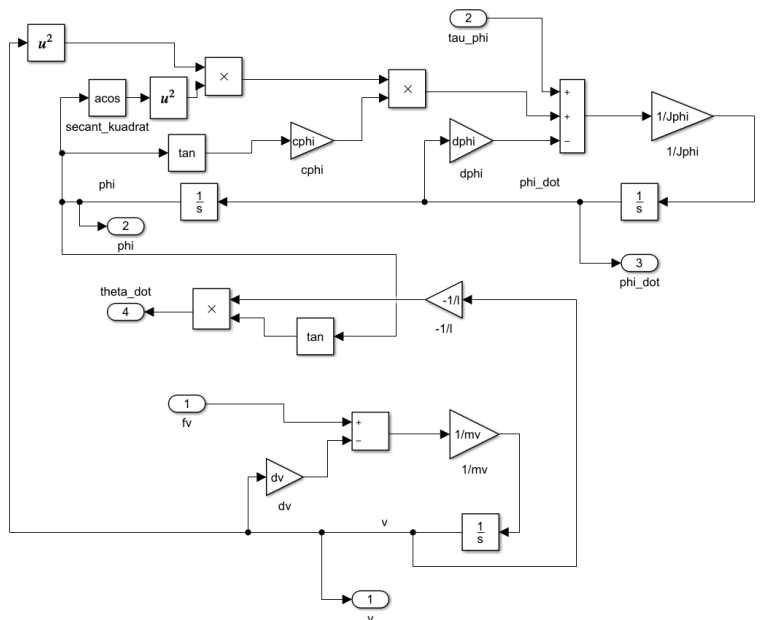 2
tau_phi
u²
×
acos
u²
secant_kuadrat
×
+
+
−
1/Jphi
1/Jphi
tan
cphi
cphi
dphi
dphi
phi
phi_dot
1/s
1/s
2
phi
3
phi_dot
theta_dot
4
×
-1/l
-1/l
tan
1
fv
+
−
1/mv
1/mv
dv
dv
v
1/s
1
v